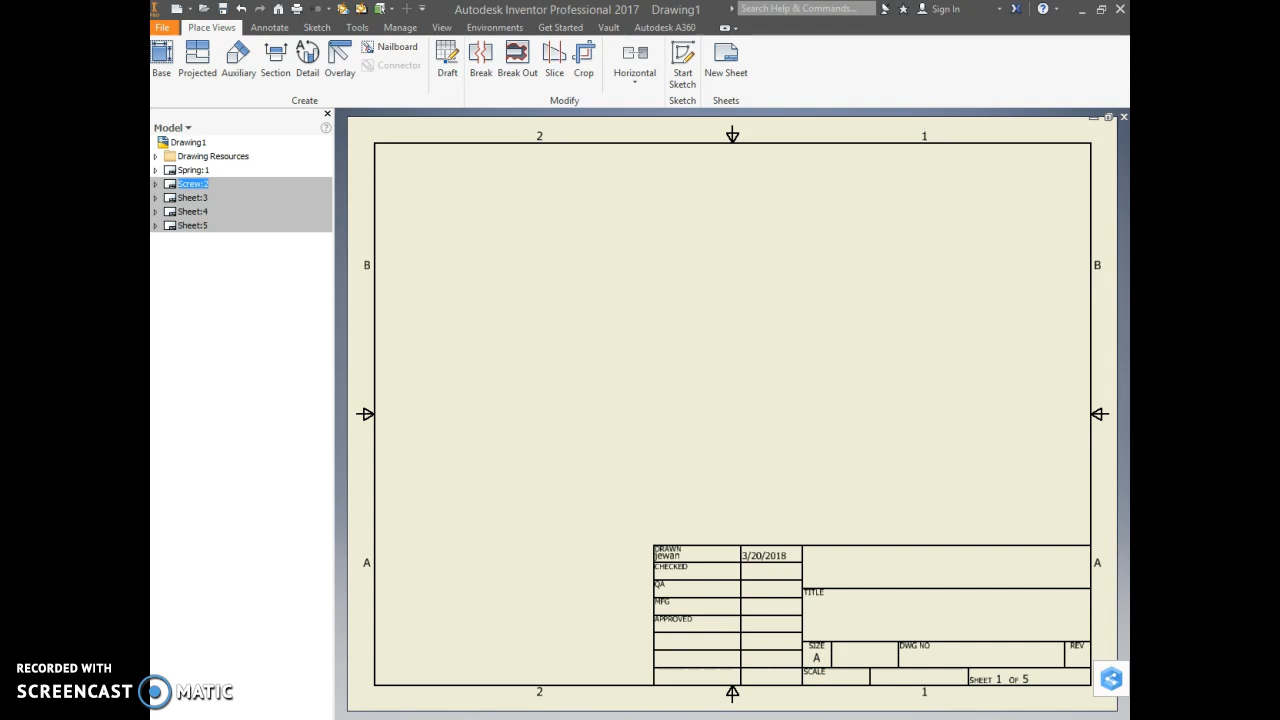 Autodesk Inventor Professional 2017 Drawing1
Search Help & Commands...
Sign In
File Place Views Annotate Sketch Tools Manage View Environments Get Started Vault Autodesk A360
PRO
Base Projected Auxiliary Section Detail Overlay
Nailboard
Connector
Draft Break Break Out Slice Crop Horizontal
Start
Sketch
New Sheet
Create Modify Sketch Sheets
Model
Drawing1
Drawing Resources
Spring:1
Screw:2
Sheet:3
Sheet:4
Sheet:5
2 1
B B
A A
DRAWN
jewan 3/20/2018
CHECKED
QA
MFG
APPROVED
TITLE
SIZE
A
DWG NO
REV
SCALE
SHEET 1 OF 5
2 1
RECORDED WITH
SCREENCAST MATIC